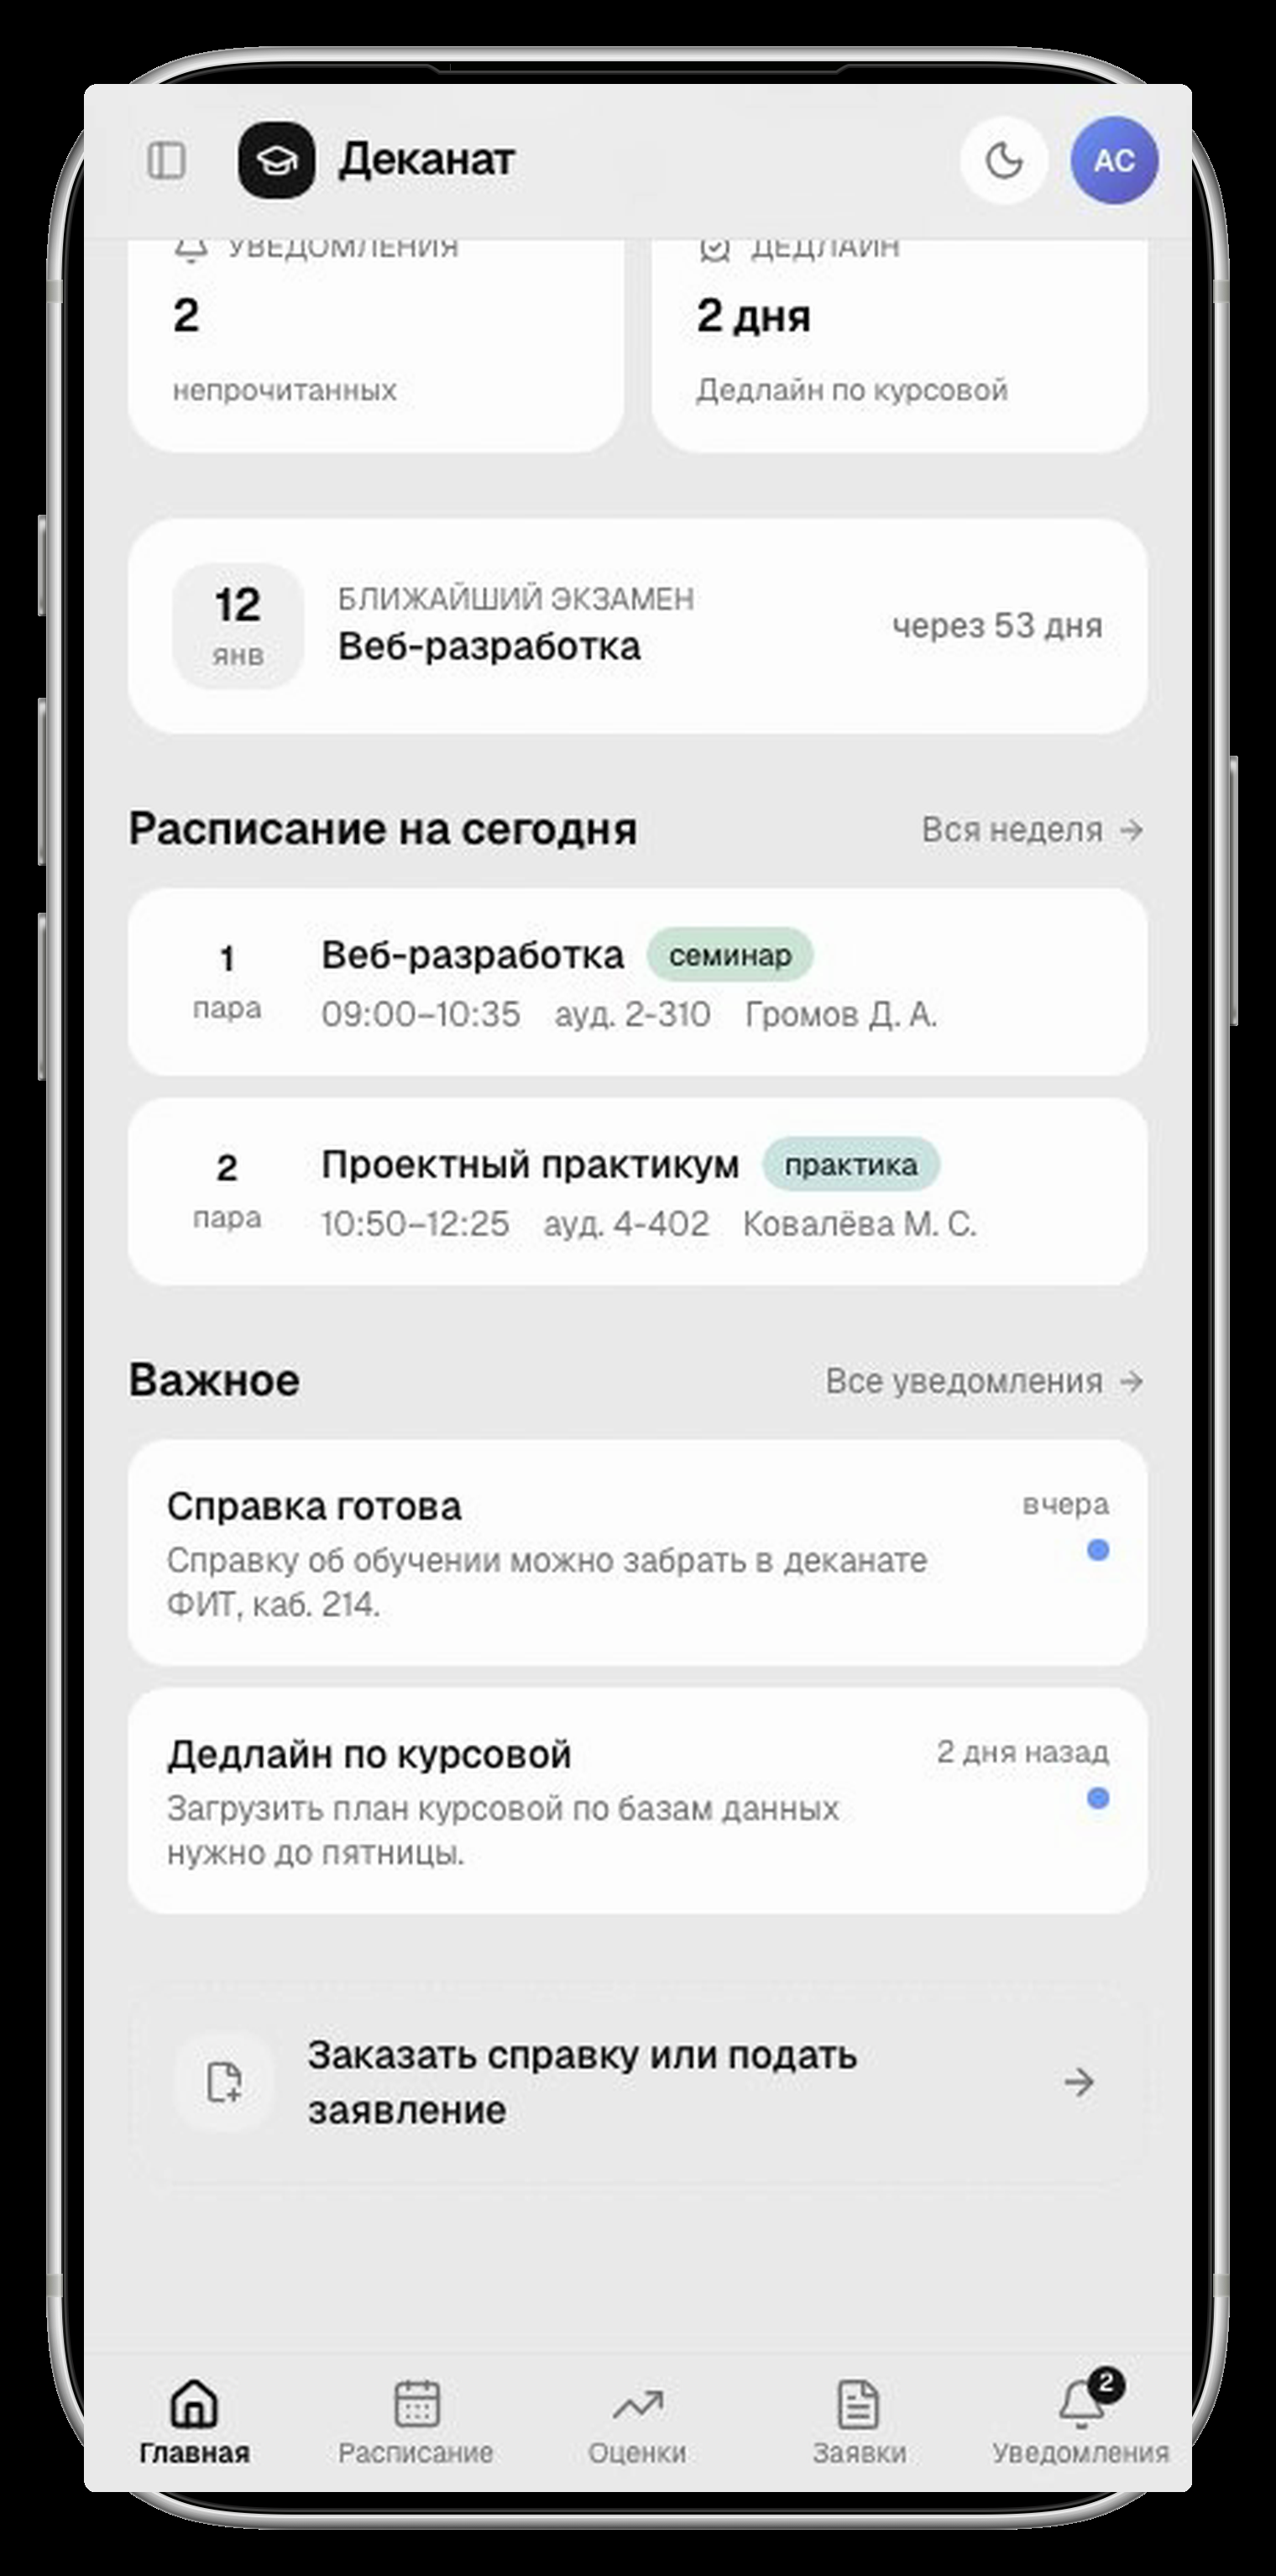 Деканат
АС
УВЕДОМЛЕНИЯ
2
непрочитанных
ДЕДЛАЙН
2 дня
Дедлайн по курсовой
12
янв
БЛИЖАЙШИЙ ЭКЗАМЕН
Веб-разработка
через 53 дня
Расписание на сегодня
Вся неделя →
1
пара
Веб-разработка семинар
09:00–10:35 ауд. 2-310 Громов Д. А.
2
пара
Проектный практикум практика
10:50–12:25 ауд. 4-402 Ковалёва М. С.
Важное
Все уведомления →
Справка готова
вчера
Справку об обучении можно забрать в деканате
ФИТ, каб. 214.
Дедлайн по курсовой
2 дня назад
Загрузить план курсовой по базам данных
нужно до пятницы.
Заказать справку или подать
заявление
→
Главная
Расписание
Оценки
Заявки
2
Уведомления